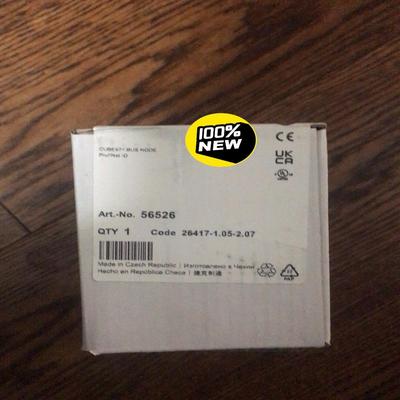 100%
NEW
CUBE67+ BUS NODE
Profinet IO
CE
UK
CA
Art.-No. 56526
QTY 1 Code 26417-1.05-2.07
Made in Czech Republic | Изготовлено в Чехии
Hecho en República Checa | 捷克制造
PAP